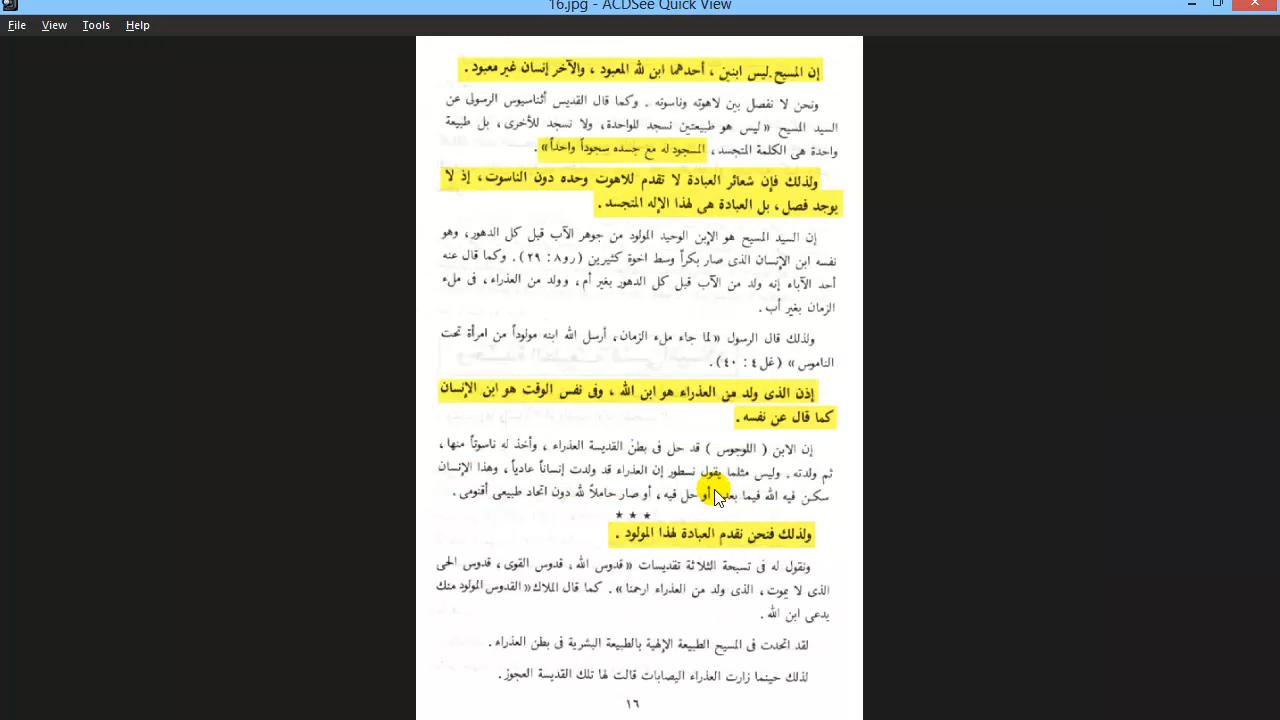 16.jpg - ACDSee Quick View
File View Tools Help
إن المسيح ليس ابنين ، أحدهما ابن لله المعبود ، والآخر إنسان غير معبود .
ونحن لا نفصل بين لاهوته وناسوته . وكما قال القديس أثناسيوس الرسولى عن
السيد المسيح « ليس هو طبيعتين نسجد للواحدة، ولا نسجد للأخرى، بل طبيعة
واحدة هى الكلمة المتجسد، المسجود له مع جسده سجوداً واحداً» .
ولذلك فإن شعائر العبادة لا تقدم للاهوت وحده دون الناسوت، إذ لا
يوجد فصل ، بل العبادة هى لهذا الإله المتجسد .
إن السيد المسيح هو الإبن الوحيد المولود من جوهر الآب قبل كل الدهور، وهو
نفسه ابن الإنسان الذى صار بكراً وسط اخوة كثيرين (رو٨ : ٢٩). وكما قال عنه
أحد الآباء إنه ولد من الآب قبل كل الدهور بغير أم، وولد من العذراء، فى ملء
الزمان بغير أب .
ولذلك قال الرسول «لما جاء ملء الزمان، أرسل الله ابنه مولوداً من امرأة تحت
الناموس» (غل٤ : ٤٠).
إذن الذى ولد من العذراء هو ابن الله ، وفى نفس الوقت هو ابن الإنسان
كما قال عن نفسه .
إن الابن ( اللوجوس ) قد حل فى بطن القديسة العذراء ، وأخذ له ناسوتاً منها،
ثم ولدته. وليس مثلما يقول نسطور إن العذراء قد ولدت إنساناً عادياً، وهذا الإنسان
سكن فيه الله فيما أو حل فيه، أو صار حاملاً لله دون اتحاد طبيعى أقنومى .
★ ★ ★
ولذلك فنحن نقدم العبادة لهذا المولود .
ونقول له فى تسبحة الثلاثة تقديسات «قدوس الله، قدوس القوى، قدوس الحى
الذى لا يموت، الذى ولد من العذراء ارحمنا». كما قال الملاك« القدوس المولود منك
يدعى ابن الله .
لقد اتحدت فى المسيح الطبيعة الإلهية بالطبيعة البشرية فى بطن العذراء .
لذلك حينما زارت العذراء اليصابات قالت لها تلك القديسة العجوز .
١٦